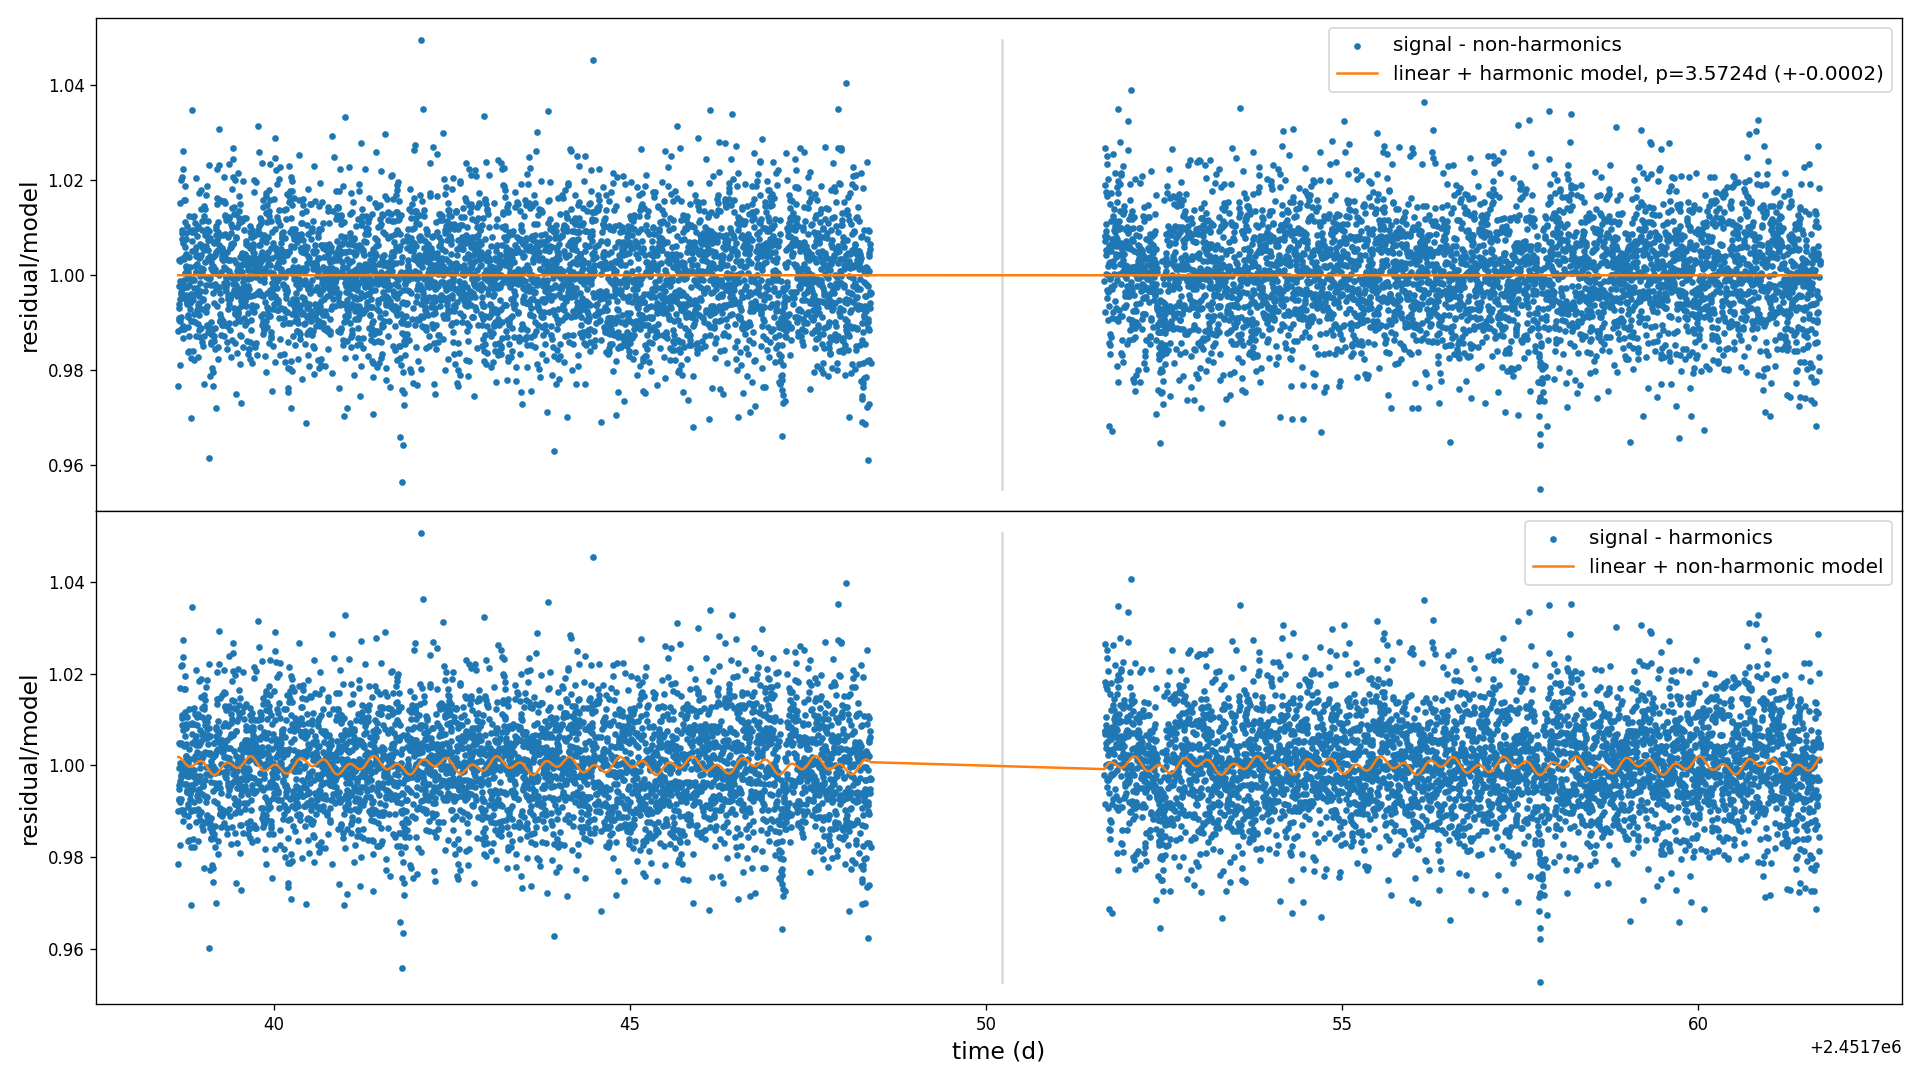 signal - non-harmonics
linear + harmonic model, p=3.5724d (+-0.0002)
1.04
1.02
1.00
0.98
0.96
residual/model
signal - harmonics
linear + non-harmonic model
1.04
1.02
1.00
0.98
0.96
residual/model
40 45 50 55 60
time (d)
+2.4517e6